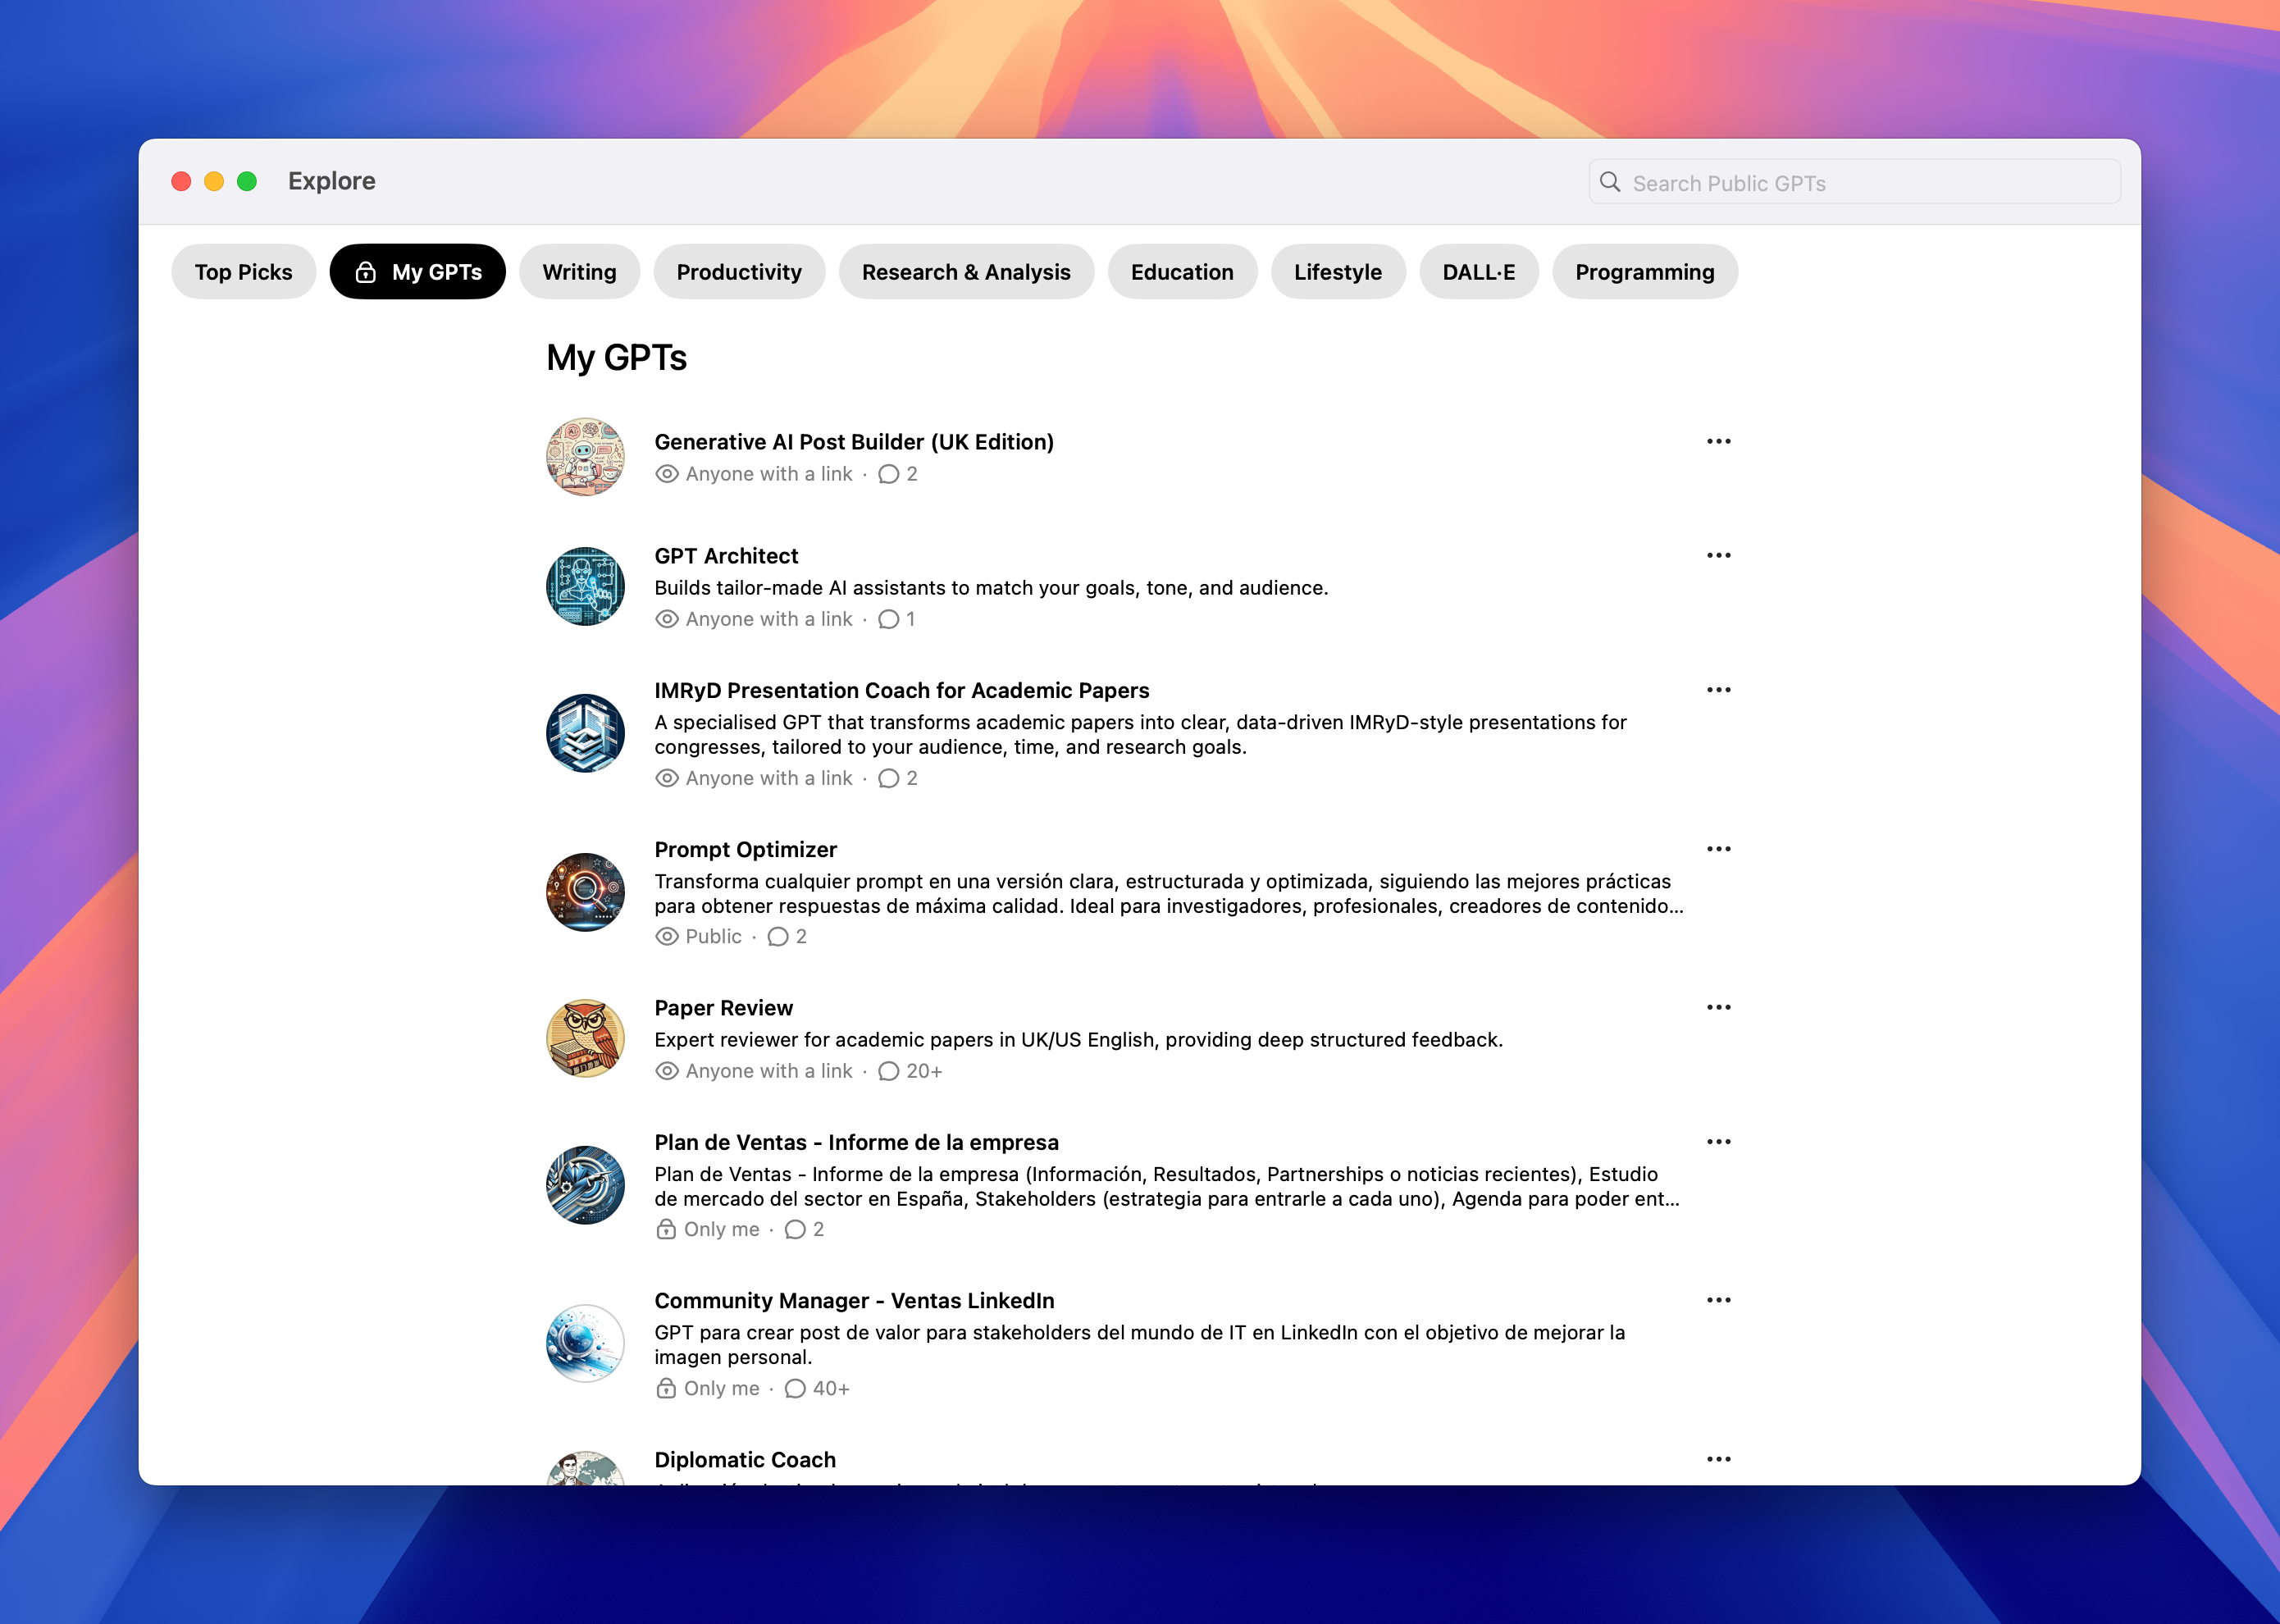 Explore
Search Public GPTs
Top Picks
My GPTs
Writing
Productivity
Research & Analysis
Education
Lifestyle
DALL·E
Programming
My GPTs
Generative AI Post Builder (UK Edition)
Anyone with a link · 2
GPT Architect
Builds tailor-made AI assistants to match your goals, tone, and audience.
Anyone with a link · 1
IMRyD Presentation Coach for Academic Papers
A specialised GPT that transforms academic papers into clear, data-driven IMRyD-style presentations for
congresses, tailored to your audience, time, and research goals.
Anyone with a link · 2
Prompt Optimizer
Transforma cualquier prompt en una versión clara, estructurada y optimizada, siguiendo las mejores prácticas
para obtener respuestas de máxima calidad. Ideal para investigadores, profesionales, creadores de contenido...
Public · 2
Paper Review
Expert reviewer for academic papers in UK/US English, providing deep structured feedback.
Anyone with a link · 20+
Plan de Ventas - Informe de la empresa
Plan de Ventas - Informe de la empresa (Información, Resultados, Partnerships o noticias recientes), Estudio
de mercado del sector en España, Stakeholders (estrategia para entrarle a cada uno), Agenda para poder ent...
Only me · 2
Community Manager - Ventas LinkedIn
GPT para crear post de valor para stakeholders del mundo de IT en LinkedIn con el objetivo de mejorar la
imagen personal.
Only me · 40+
Diplomatic Coach